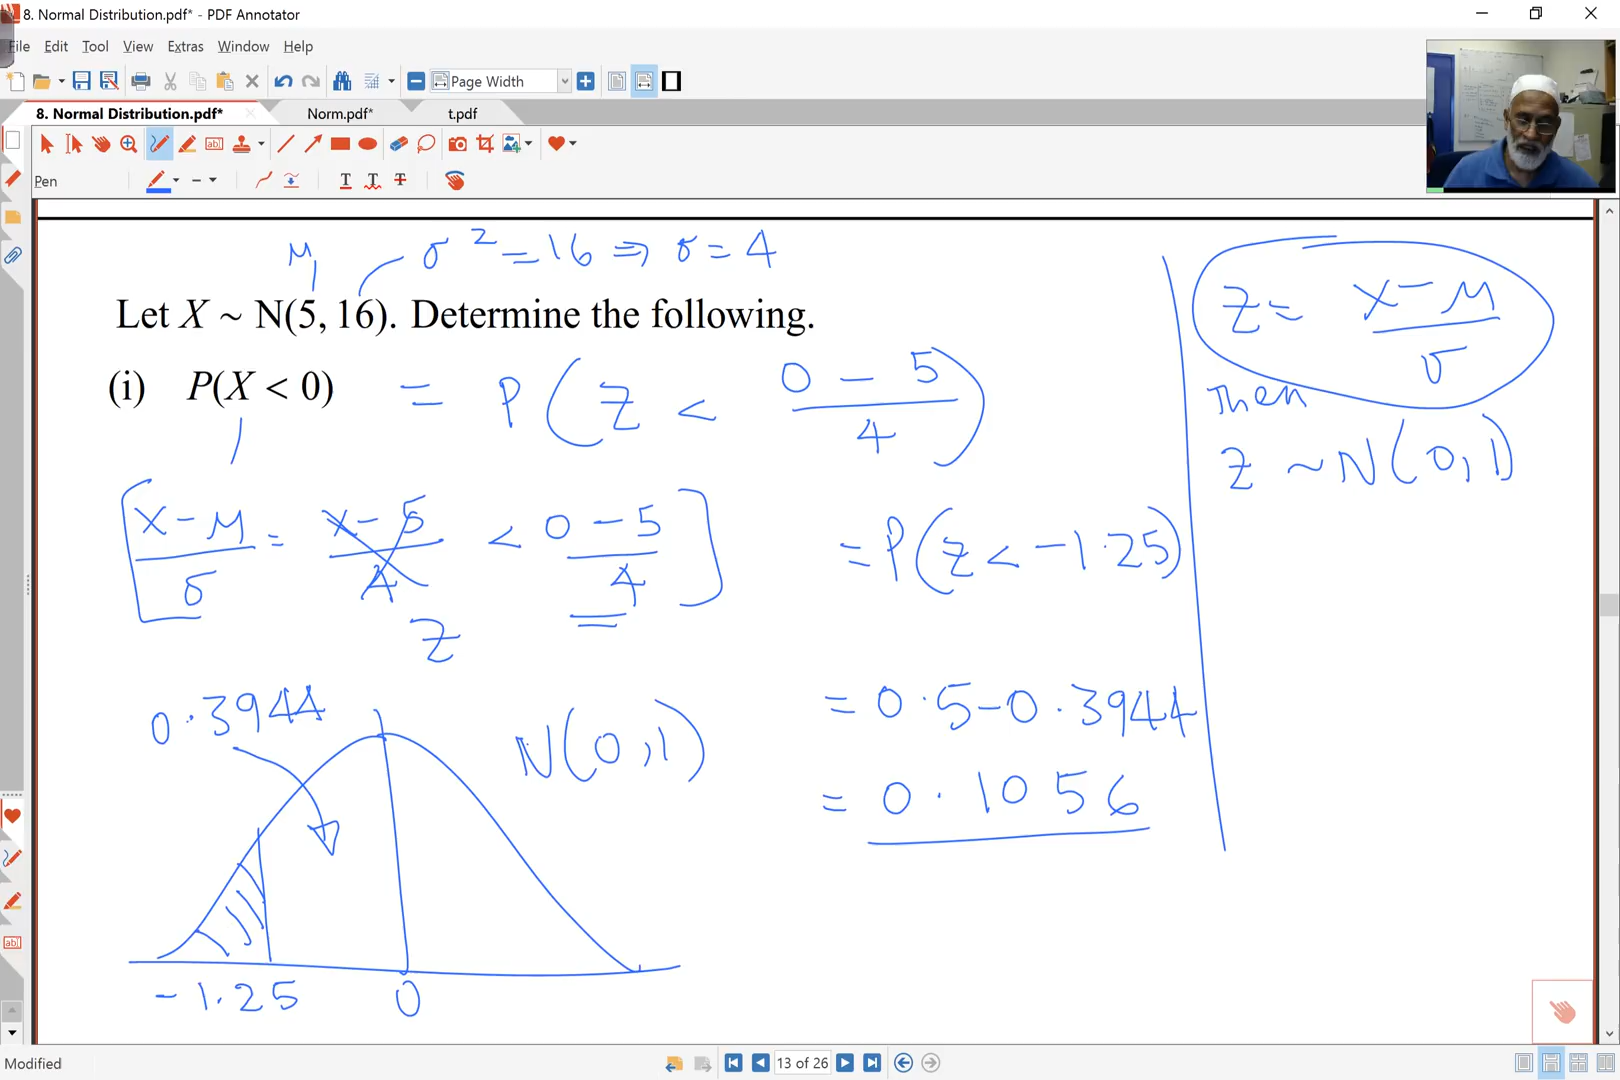 8. Normal Distribution.pdf* - PDF Annotator
File Edit Tool View Extras Window Help
Page Width
8. Normal Distribution.pdf* Norm.pdf* t.pdf
Pen
μ σ² = 16 ⇒ σ = 4
Let X ~ N(5, 16). Determine the following.
(i) P(X < 0) = P(Z < (0 - 5)/4)
[(X - μ)/σ = (X - 5)/4 < (0 - 5)/4]
Z
= P(Z < -1.25)
= 0.5 - 0.3944
= 0.1056
0.3944
N(0,1)
-1.25 0
Z = (X - μ)/σ
Then
Z ~ N(0,1)
Modified
13 of 26